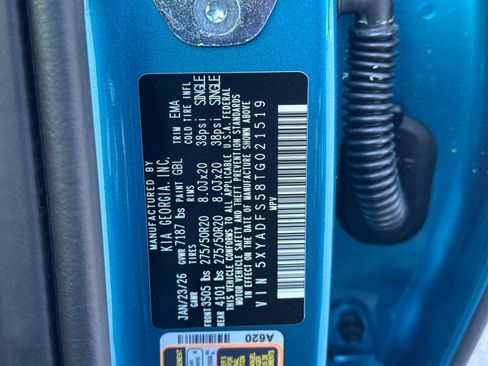 MANUFACTURED BY
KIA GEORGIA, INC.
JAN/23/26 GVWR 7187 lbs PAINT GBL TRIM EMA
GAWR RIMS COLD TIRE INFL
FRONT 3505 lbs 275/50R20 8.0Jx20 38psi SINGLE
REAR 4101 lbs 275/50R20 8.0Jx20 38psi SINGLE
THIS VEHICLE CONFORMS TO ALL APPLICABLE U.S.A. FEDERAL
MOTOR VEHICLE SAFETY AND THEFT PREVENTION STANDARDS
IN EFFECT ON THE DATE OF MANUFACTURE SHOWN ABOVE.
VIN 5XYADFS58TG021519
MPV
A620